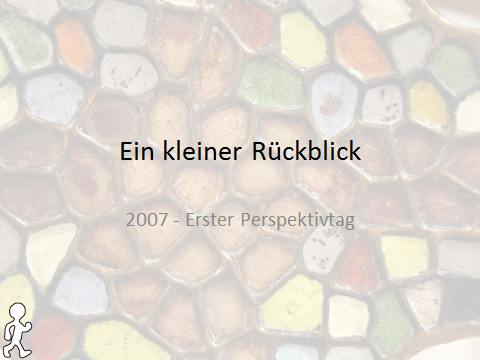 Ein kleiner Rückblick
2007 - Erster Perspektivtag